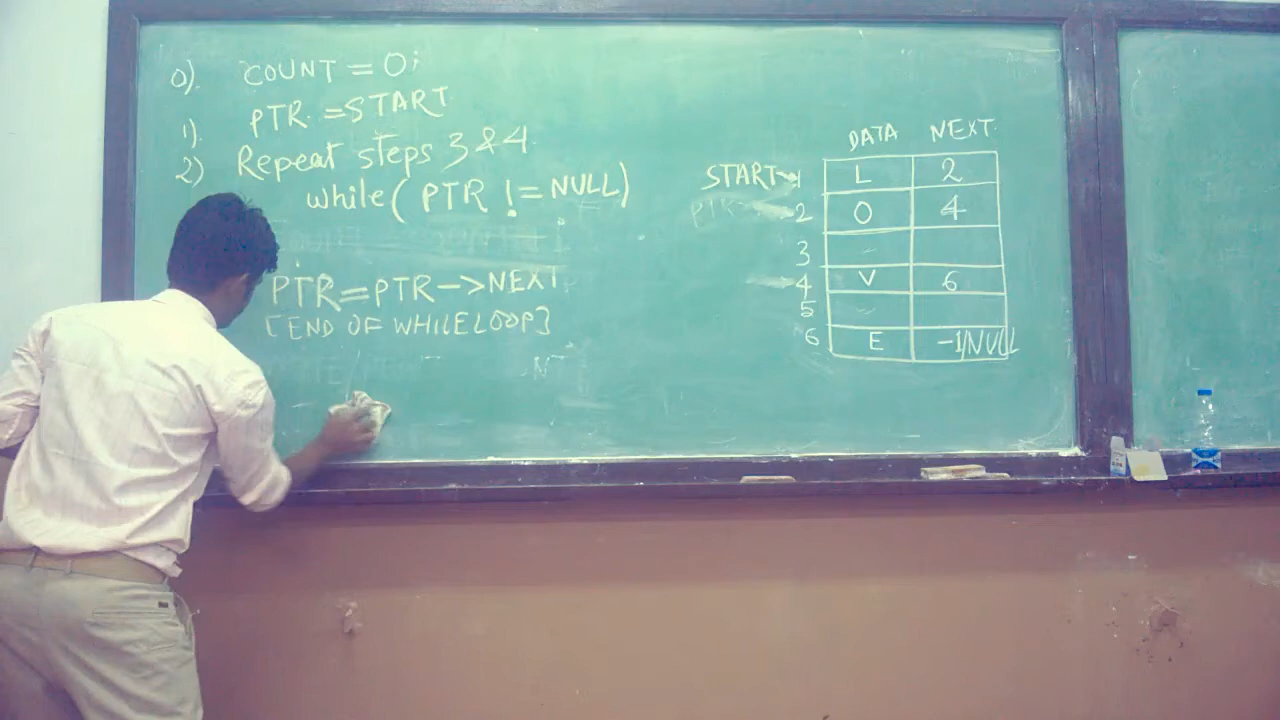 0). COUNT = 0;
1). PTR. = START
2) Repeat steps 3 & 4
while ( PTR != NULL )
PTR = PTR -> NEXT
[END OF WHILE LOOP]
DATA NEXT
START 1 L 2
2 O 4
3
4 V 6
5
6 E -1/NULL